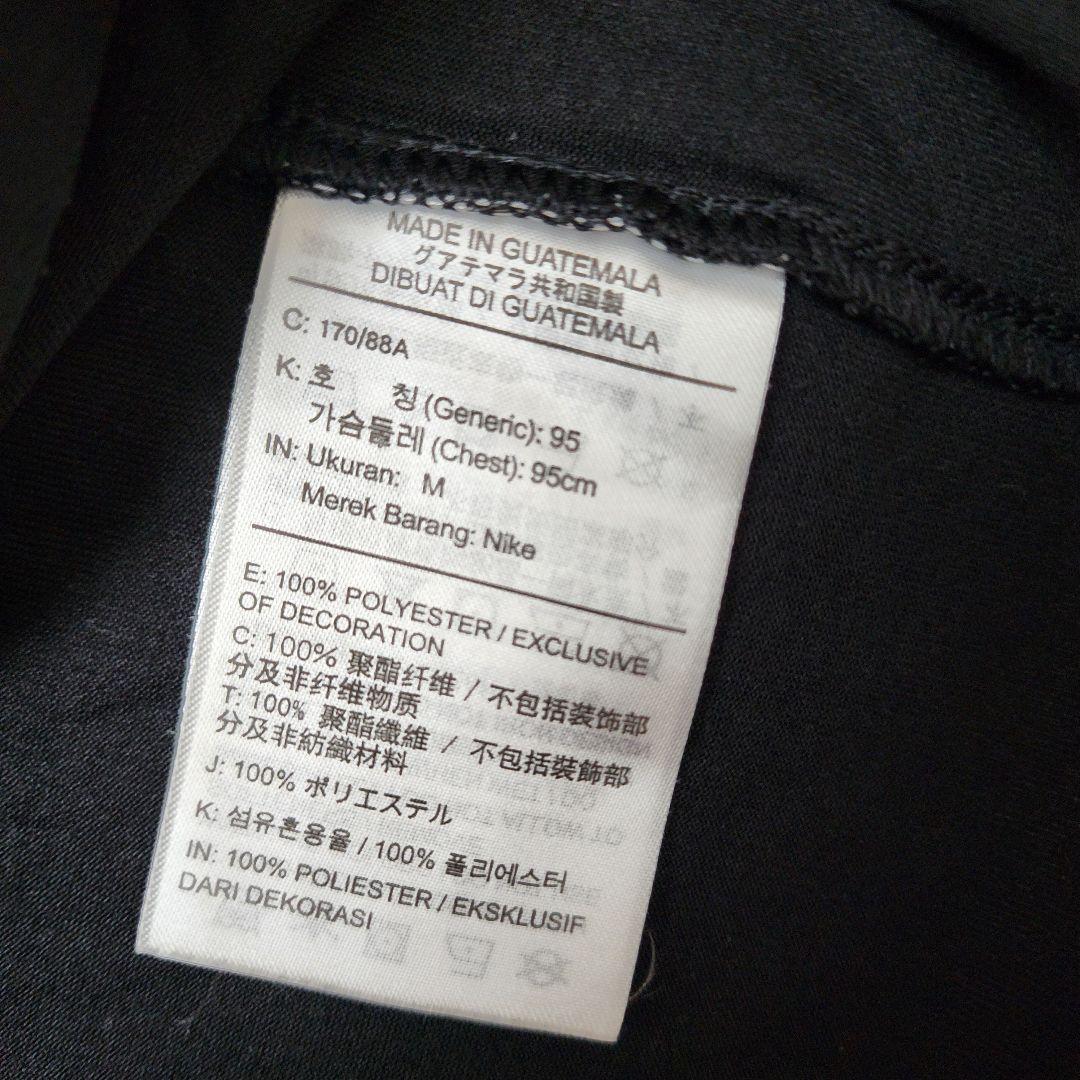 MADE IN GUATEMALA
グアテマラ共和国製
DIBUAT DI GUATEMALA
C: 170/88A
K: 호 칭 (Generic): 95
가슴둘레 (Chest): 95cm
IN: Ukuran: M
Merek Barang: Nike
E: 100% POLYESTER / EXCLUSIVE
OF DECORATION
C: 100% 聚酯纤维 / 不包括装饰部
分及非纤维物质
T: 100% 聚酯纖維 / 不包括裝飾部
分及非紡織材料
J: 100% ポリエステル
K: 섬유혼용율 / 100% 폴리에스터
IN: 100% POLIESTER / EKSKLUSIF
DARI DEKORASI